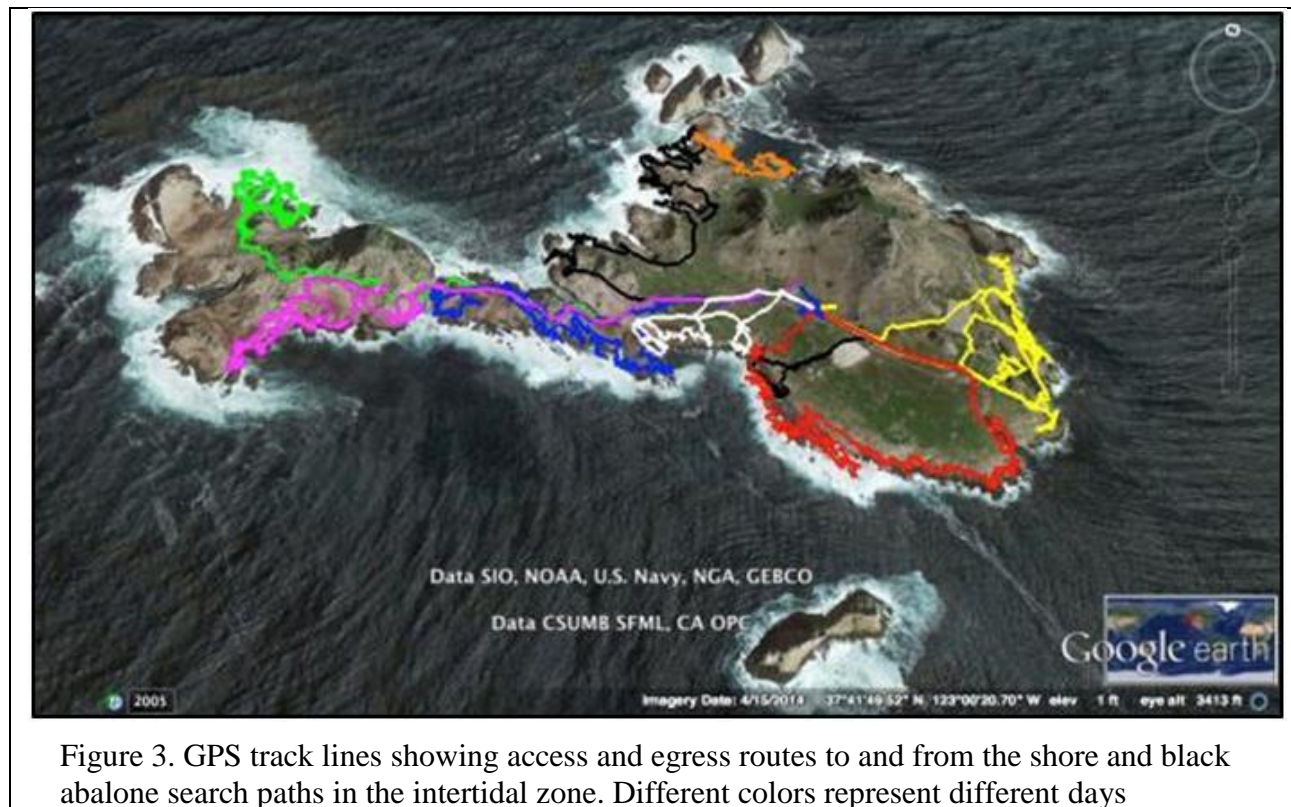 Data SIO, NOAA, U.S. Navy, NGA, GEBCO
Data CSUMB SFML, CA OPC
Google earth
2005
Imagery Date: 4/15/2014 37°41'49.52" N 123°00'20.70" W elev 1 ft eye alt 3413 ft
Figure 3. GPS track lines showing access and egress routes to and from the shore and black
abalone search paths in the intertidal zone. Different colors represent different days